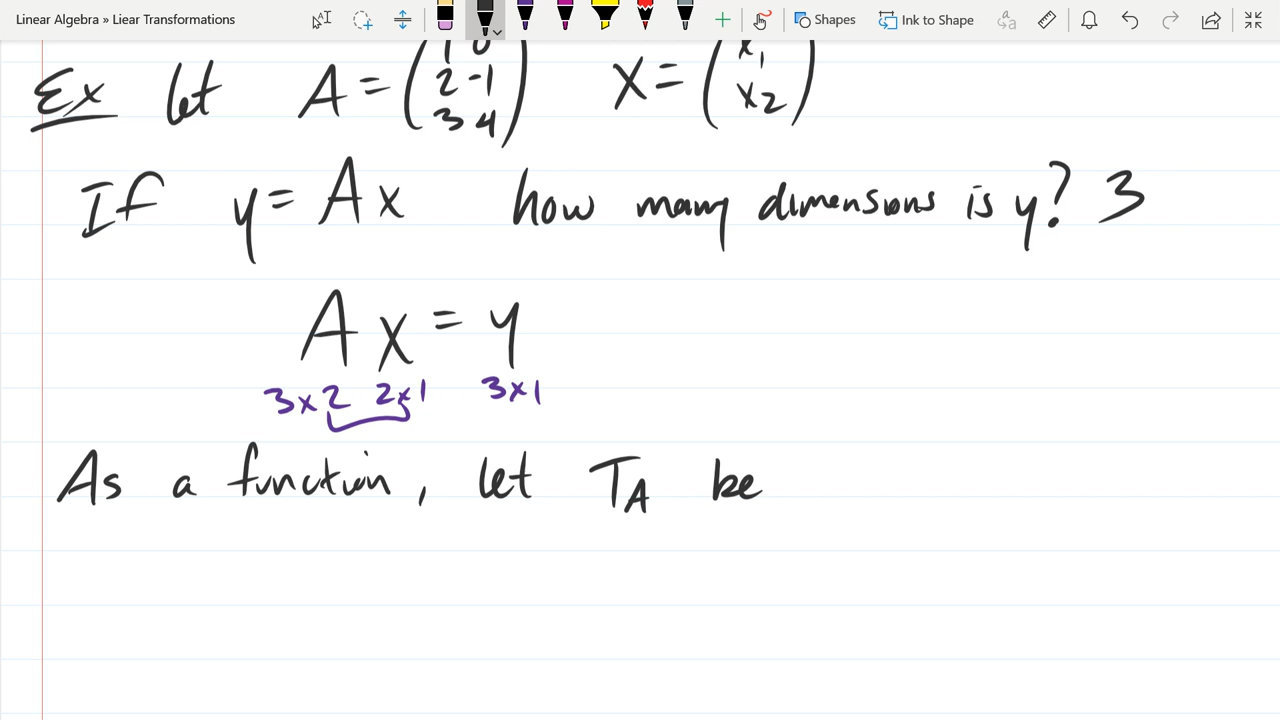 Linear Algebra » Liear Transformations
Shapes
Ink to Shape
Ex let A = (1 0 2 -1 3 4) x = (x1 x2)
If y = Ax how many dimensions is y? 3
Ax = y
3x2 2x1 3x1
As a function, let TA be